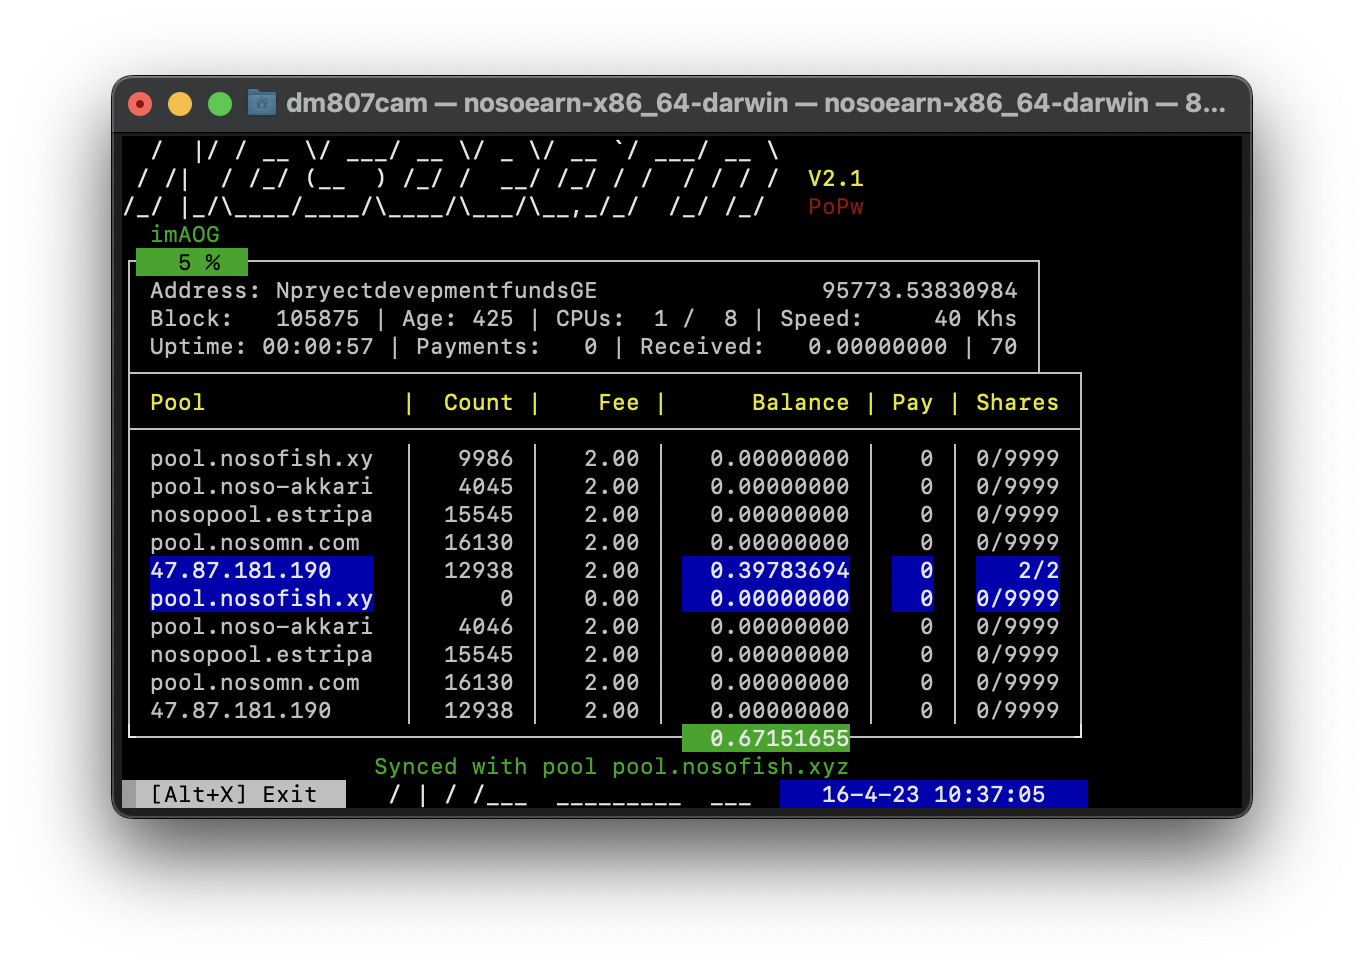 dm807cam — nosoearn-x86_64-darwin — nosoearn-x86_64-darwin — 8...
/ |/ / __ \/ ___/ __ \/ _ \/ __ `/ ___/ __ \
/ /| / /_/ (__ ) /_/ / __/ /_/ / / / / / / V2.1
/_/ |_/\____/____/\____/\___/\__,_/_/ /_/ /_/ PoPw
imAOG
5 %
Address: NpryectdevepmentfundsGE 95773.53830984
Block: 105875 | Age: 425 | CPUs: 1 / 8 | Speed: 40 Khs
Uptime: 00:00:57 | Payments: 0 | Received: 0.00000000 | 70
Pool | Count | Fee | Balance | Pay | Shares
pool.nosofish.xy | 9986 | 2.00 | 0.00000000 | 0 | 0/9999
pool.noso-akkari | 4045 | 2.00 | 0.00000000 | 0 | 0/9999
nosopool.estripa | 15545 | 2.00 | 0.00000000 | 0 | 0/9999
pool.nosomn.com | 16130 | 2.00 | 0.00000000 | 0 | 0/9999
47.87.181.190 | 12938 | 2.00 | 0.39783694 | 0 | 2/2
pool.nosofish.xy | 0 | 0.00 | 0.00000000 | 0 | 0/9999
pool.noso-akkari | 4046 | 2.00 | 0.00000000 | 0 | 0/9999
nosopool.estripa | 15545 | 2.00 | 0.00000000 | 0 | 0/9999
pool.nosomn.com | 16130 | 2.00 | 0.00000000 | 0 | 0/9999
47.87.181.190 | 12938 | 2.00 | 0.00000000 | 0 | 0/9999
0.67151655
Synced with pool pool.nosofish.xyz
[Alt+X] Exit / | / /___ _________ ___ 16-4-23 10:37:05